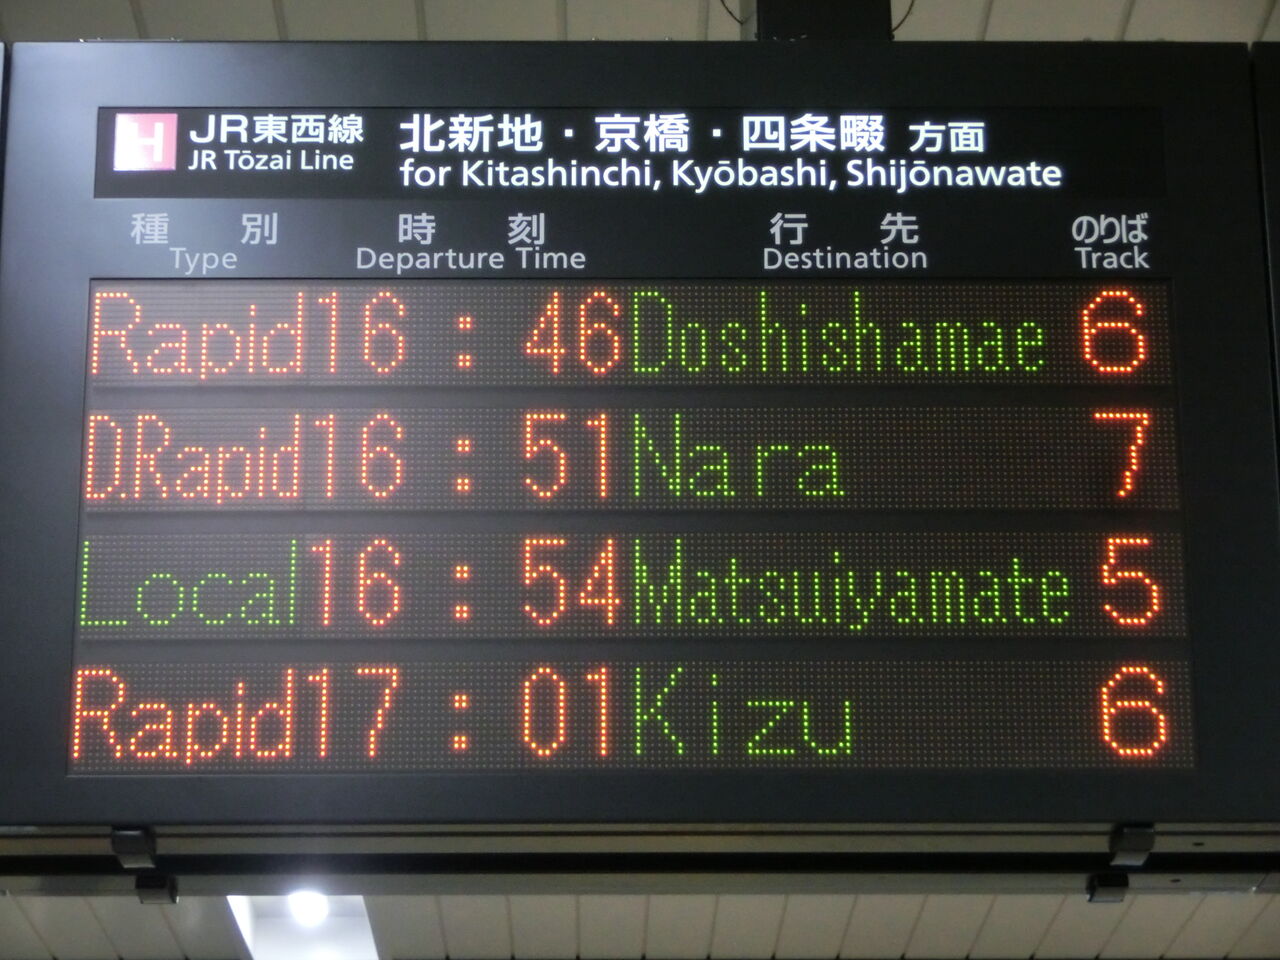 H JR東西線 北新地・京橋・四条畷 方面
JR Tōzai Line for Kitashinchi, Kyōbashi, Shijōnawate
種別 時刻 行先 のりば
Type Departure Time Destination Track
Rapid 16:46 Doshishamae 6
D.Rapid 16:51 Nara 7
Local 16:54 Matsuiyamate 5
Rapid 17:01 Kizu 6